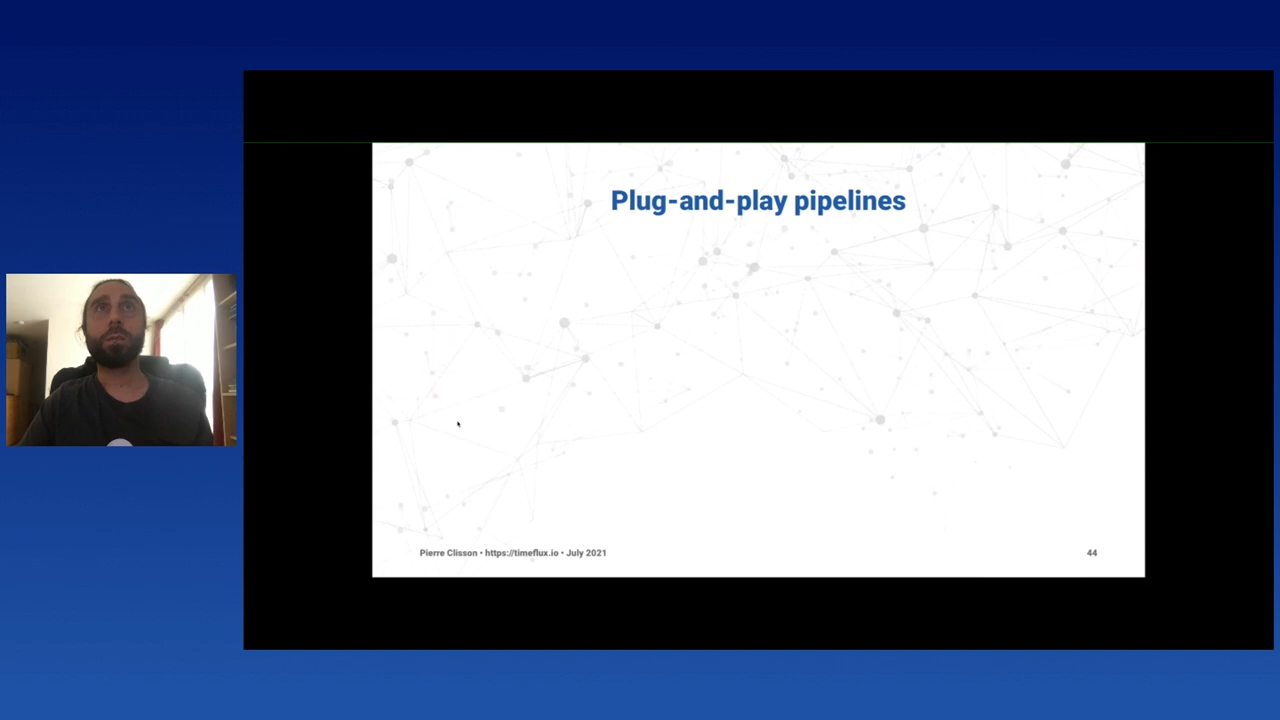 Plug-and-play pipelines
Pierre Clisson • https://timeflux.io • July 2021
44